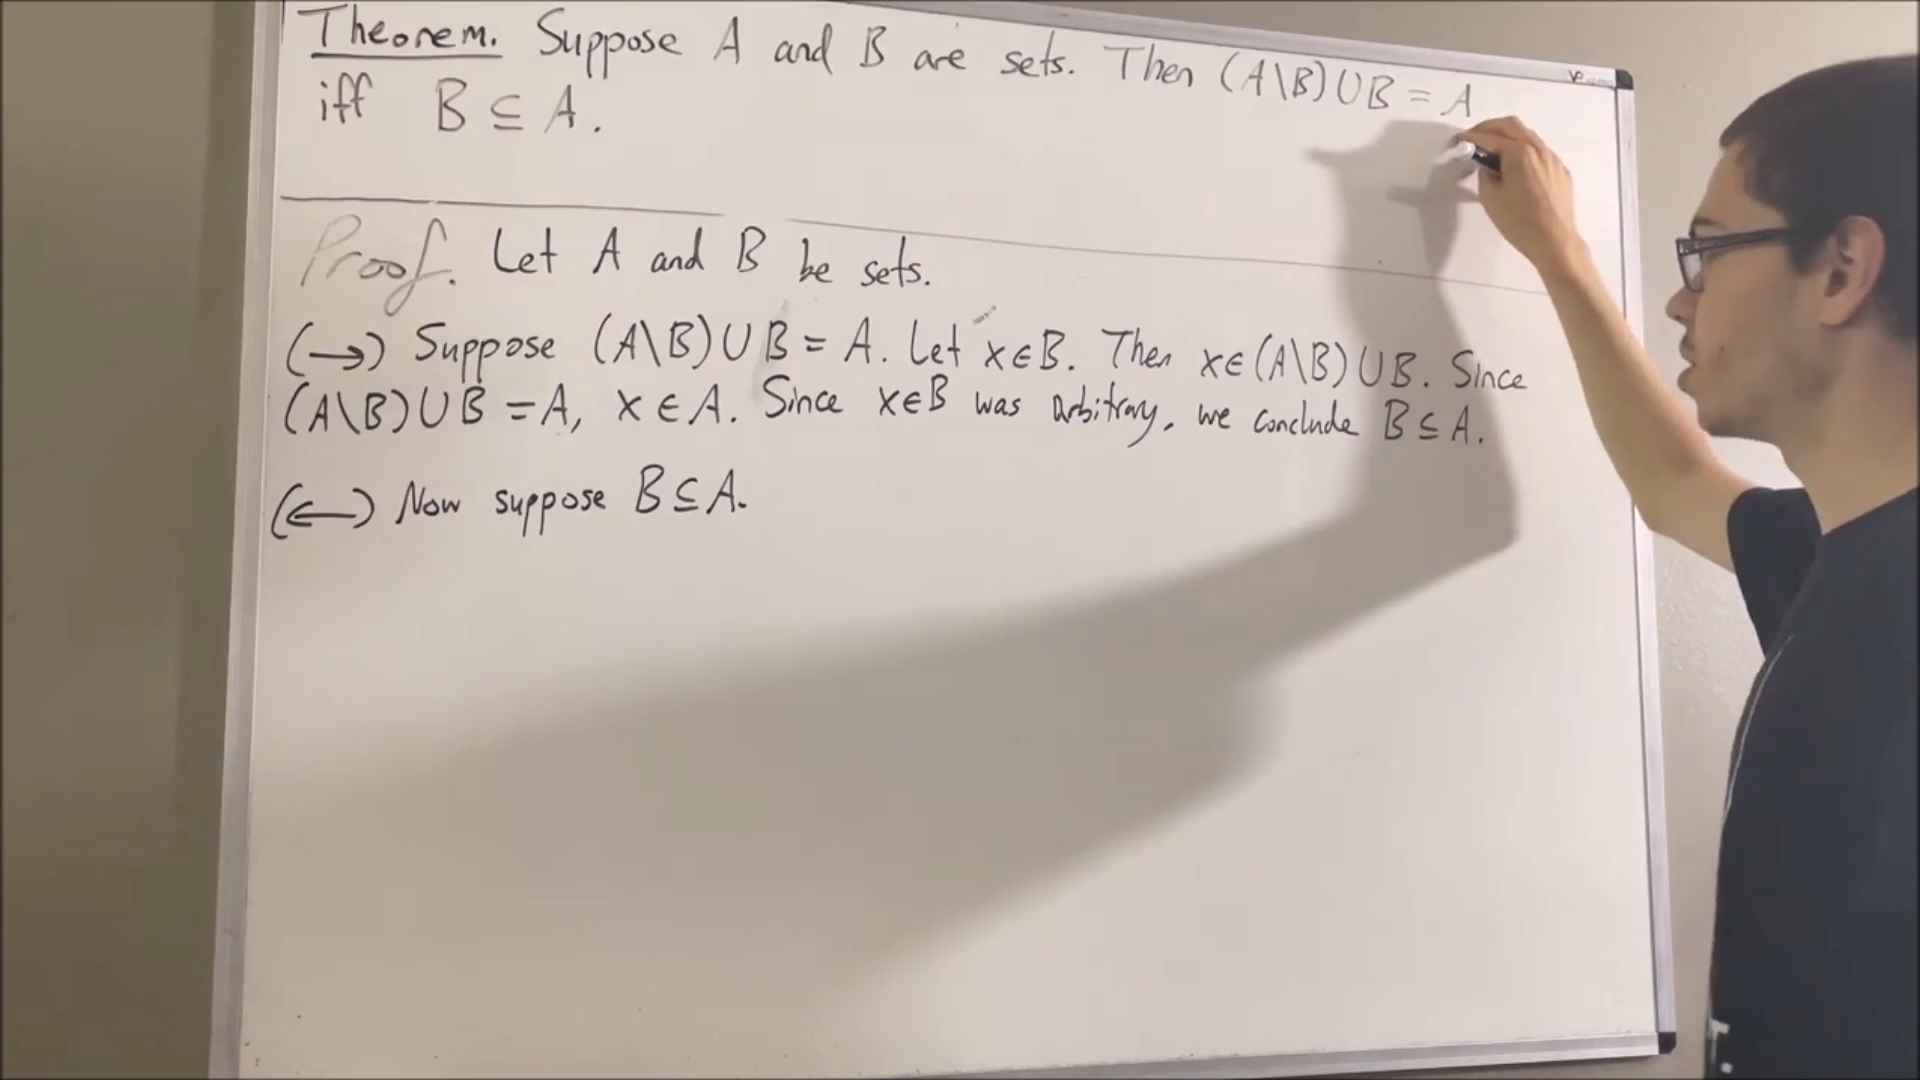 Theorem. Suppose A and B are sets. Then (A\B)∪B = A
iff B ⊆ A.
Proof. Let A and B be sets.
(→) Suppose (A\B)∪B = A. Let x∈B. Then x∈(A\B)∪B. Since
(A\B)∪B = A, x∈A. Since x∈B was arbitrary, we conclude B⊆A.
(←) Now suppose B⊆A.